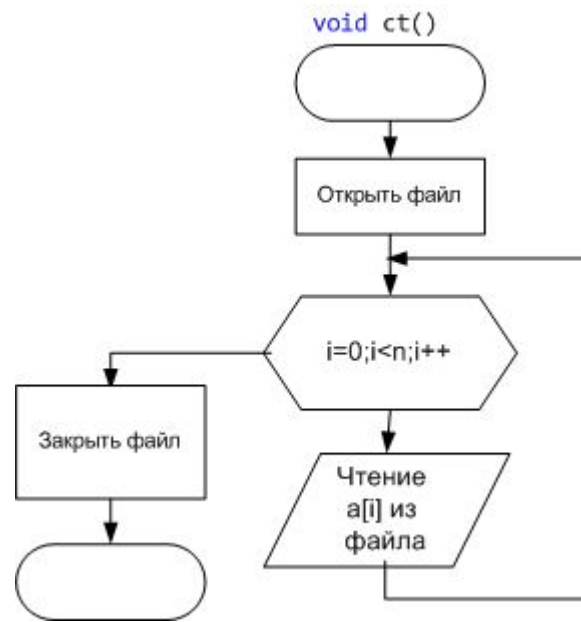 void ct()
Открыть файл
i=0;i<n;i++
Закрыть файл
Чтение
a[i] из
файла